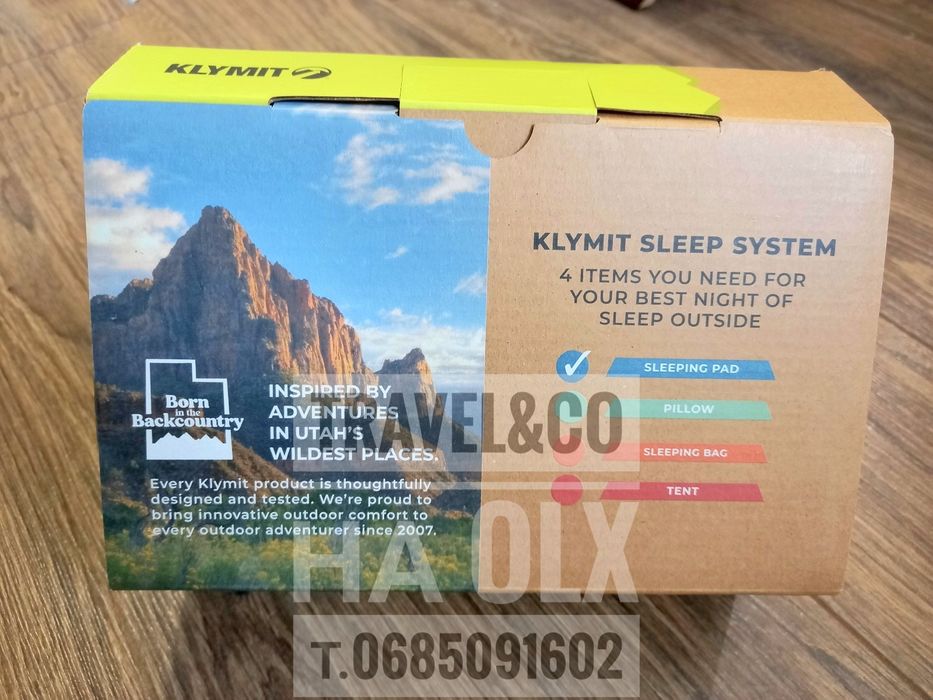 KLYMIT
KLYMIT SLEEP SYSTEM
4 ITEMS YOU NEED FOR
YOUR BEST NIGHT OF
SLEEP OUTSIDE
SLEEPING PAD
PILLOW
SLEEPING BAG
TENT
Born
in the
Backcountry
INSPIRED BY
ADVENTURES
IN UTAH'S
WILDEST PLACES.
Every Klymit product is thoughtfully
designed and tested. We're proud to
bring innovative outdoor comfort to
every outdoor adventurer since 2007.
TRAVEL&CO
НА OLX
Т.0685091602